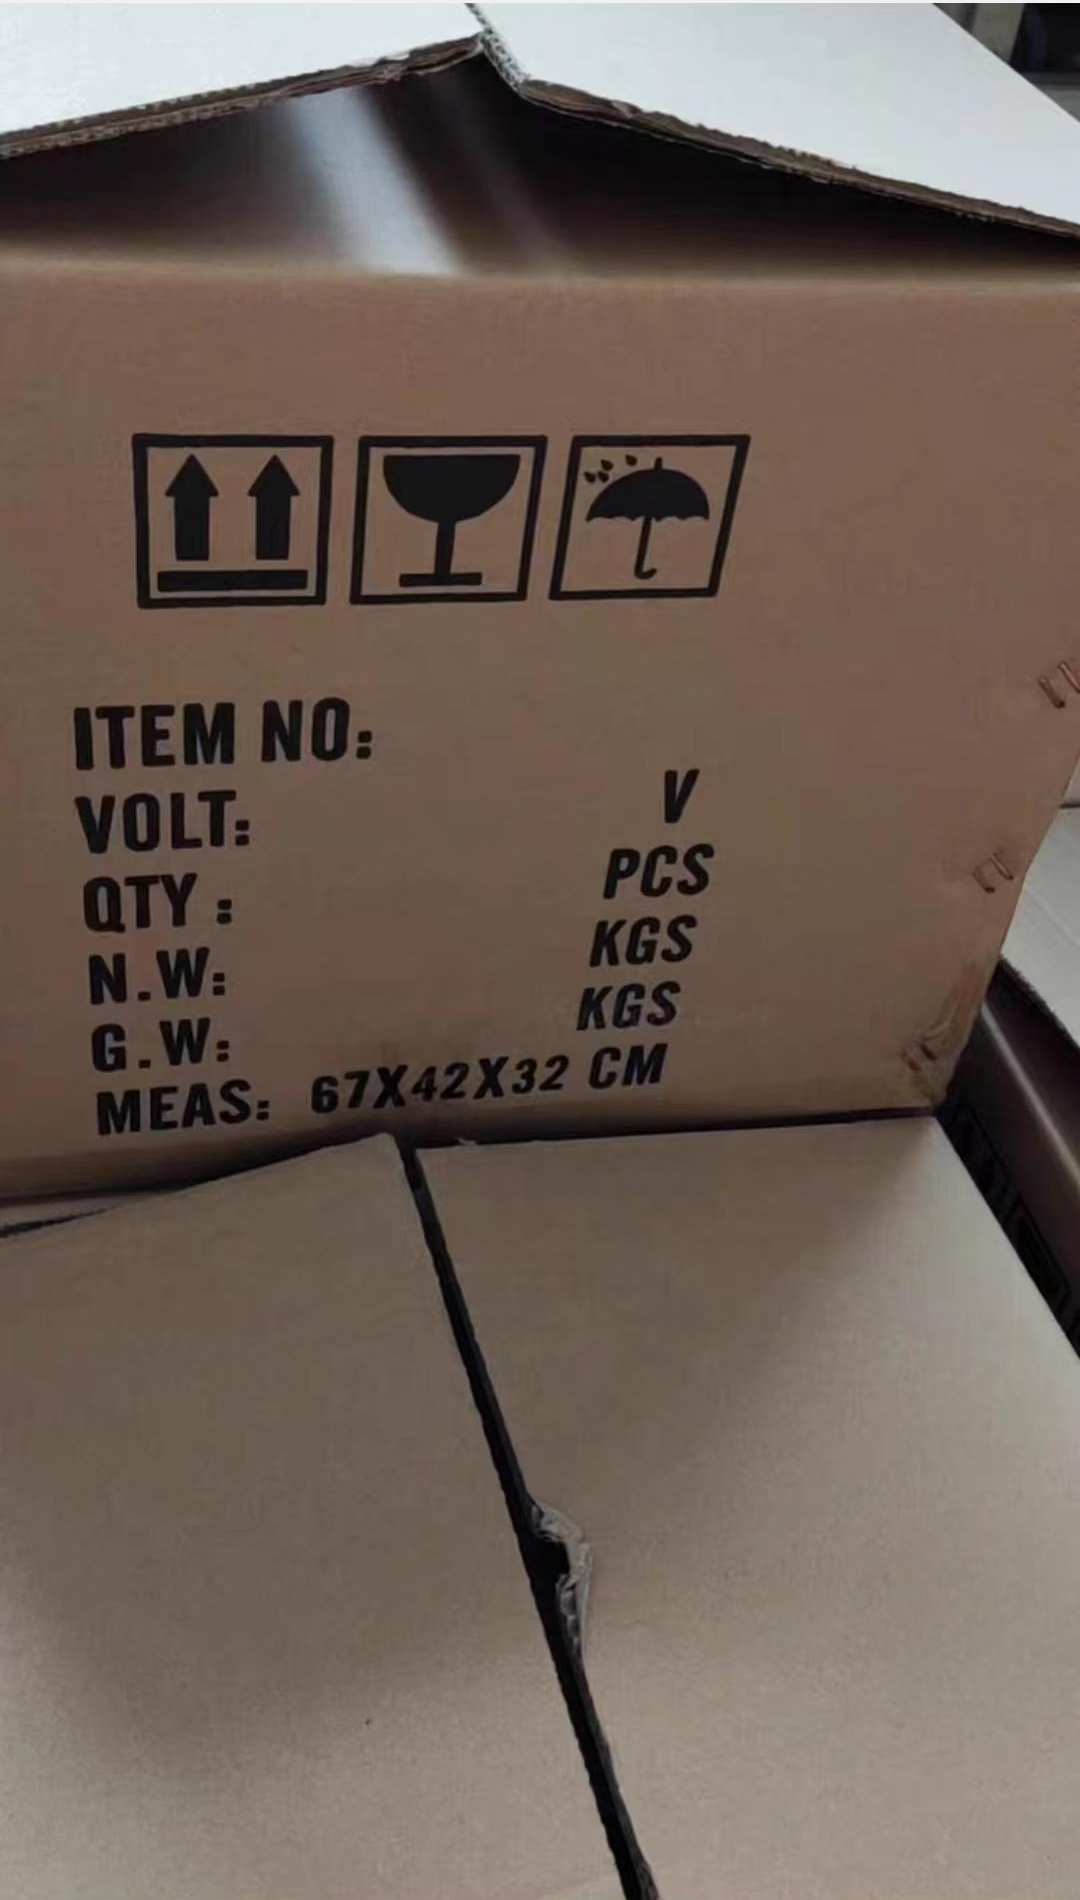 ITEM NO:
VOLT: V
QTY : PCS
N.W: KGS
G.W: KGS
MEAS: 67X42X32 CM